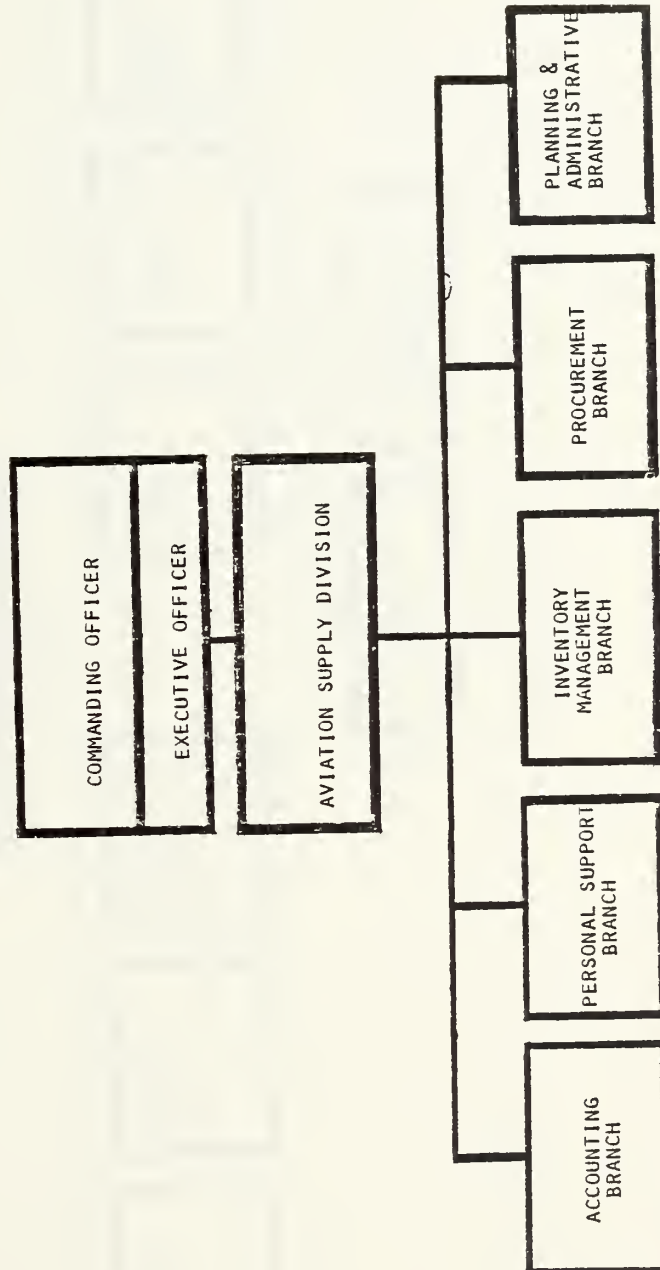 COMMANDING OFFICER
EXECUTIVE OFFICER
AVIATION SUPPLY DIVISION
ACCOUNTING
BRANCH
PERSONAL SUPPORT
BRANCH
INVENTORY
MANAGEMENT
BRANCH
PROCUREMENT
BRANCH
PLANNING &
ADMINISTRATIVE
BRANCH